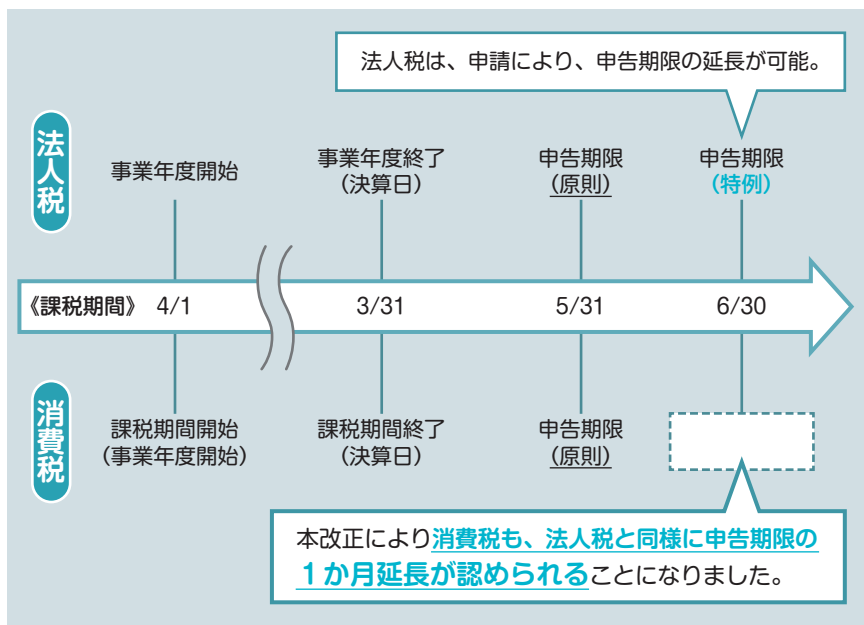 法人税は、申請により、申告期限の延長が可能。
法人税
事業年度開始
事業年度終了
(決算日)
申告期限
(原則)
申告期限
(特例)
《課税期間》 4/1
3/31
5/31
6/30
消費税
課税期間開始
(事業年度開始)
課税期間終了
(決算日)
申告期限
(原則)
本改正により消費税も、法人税と同様に申告期限の
1か月延長が認められることになりました。